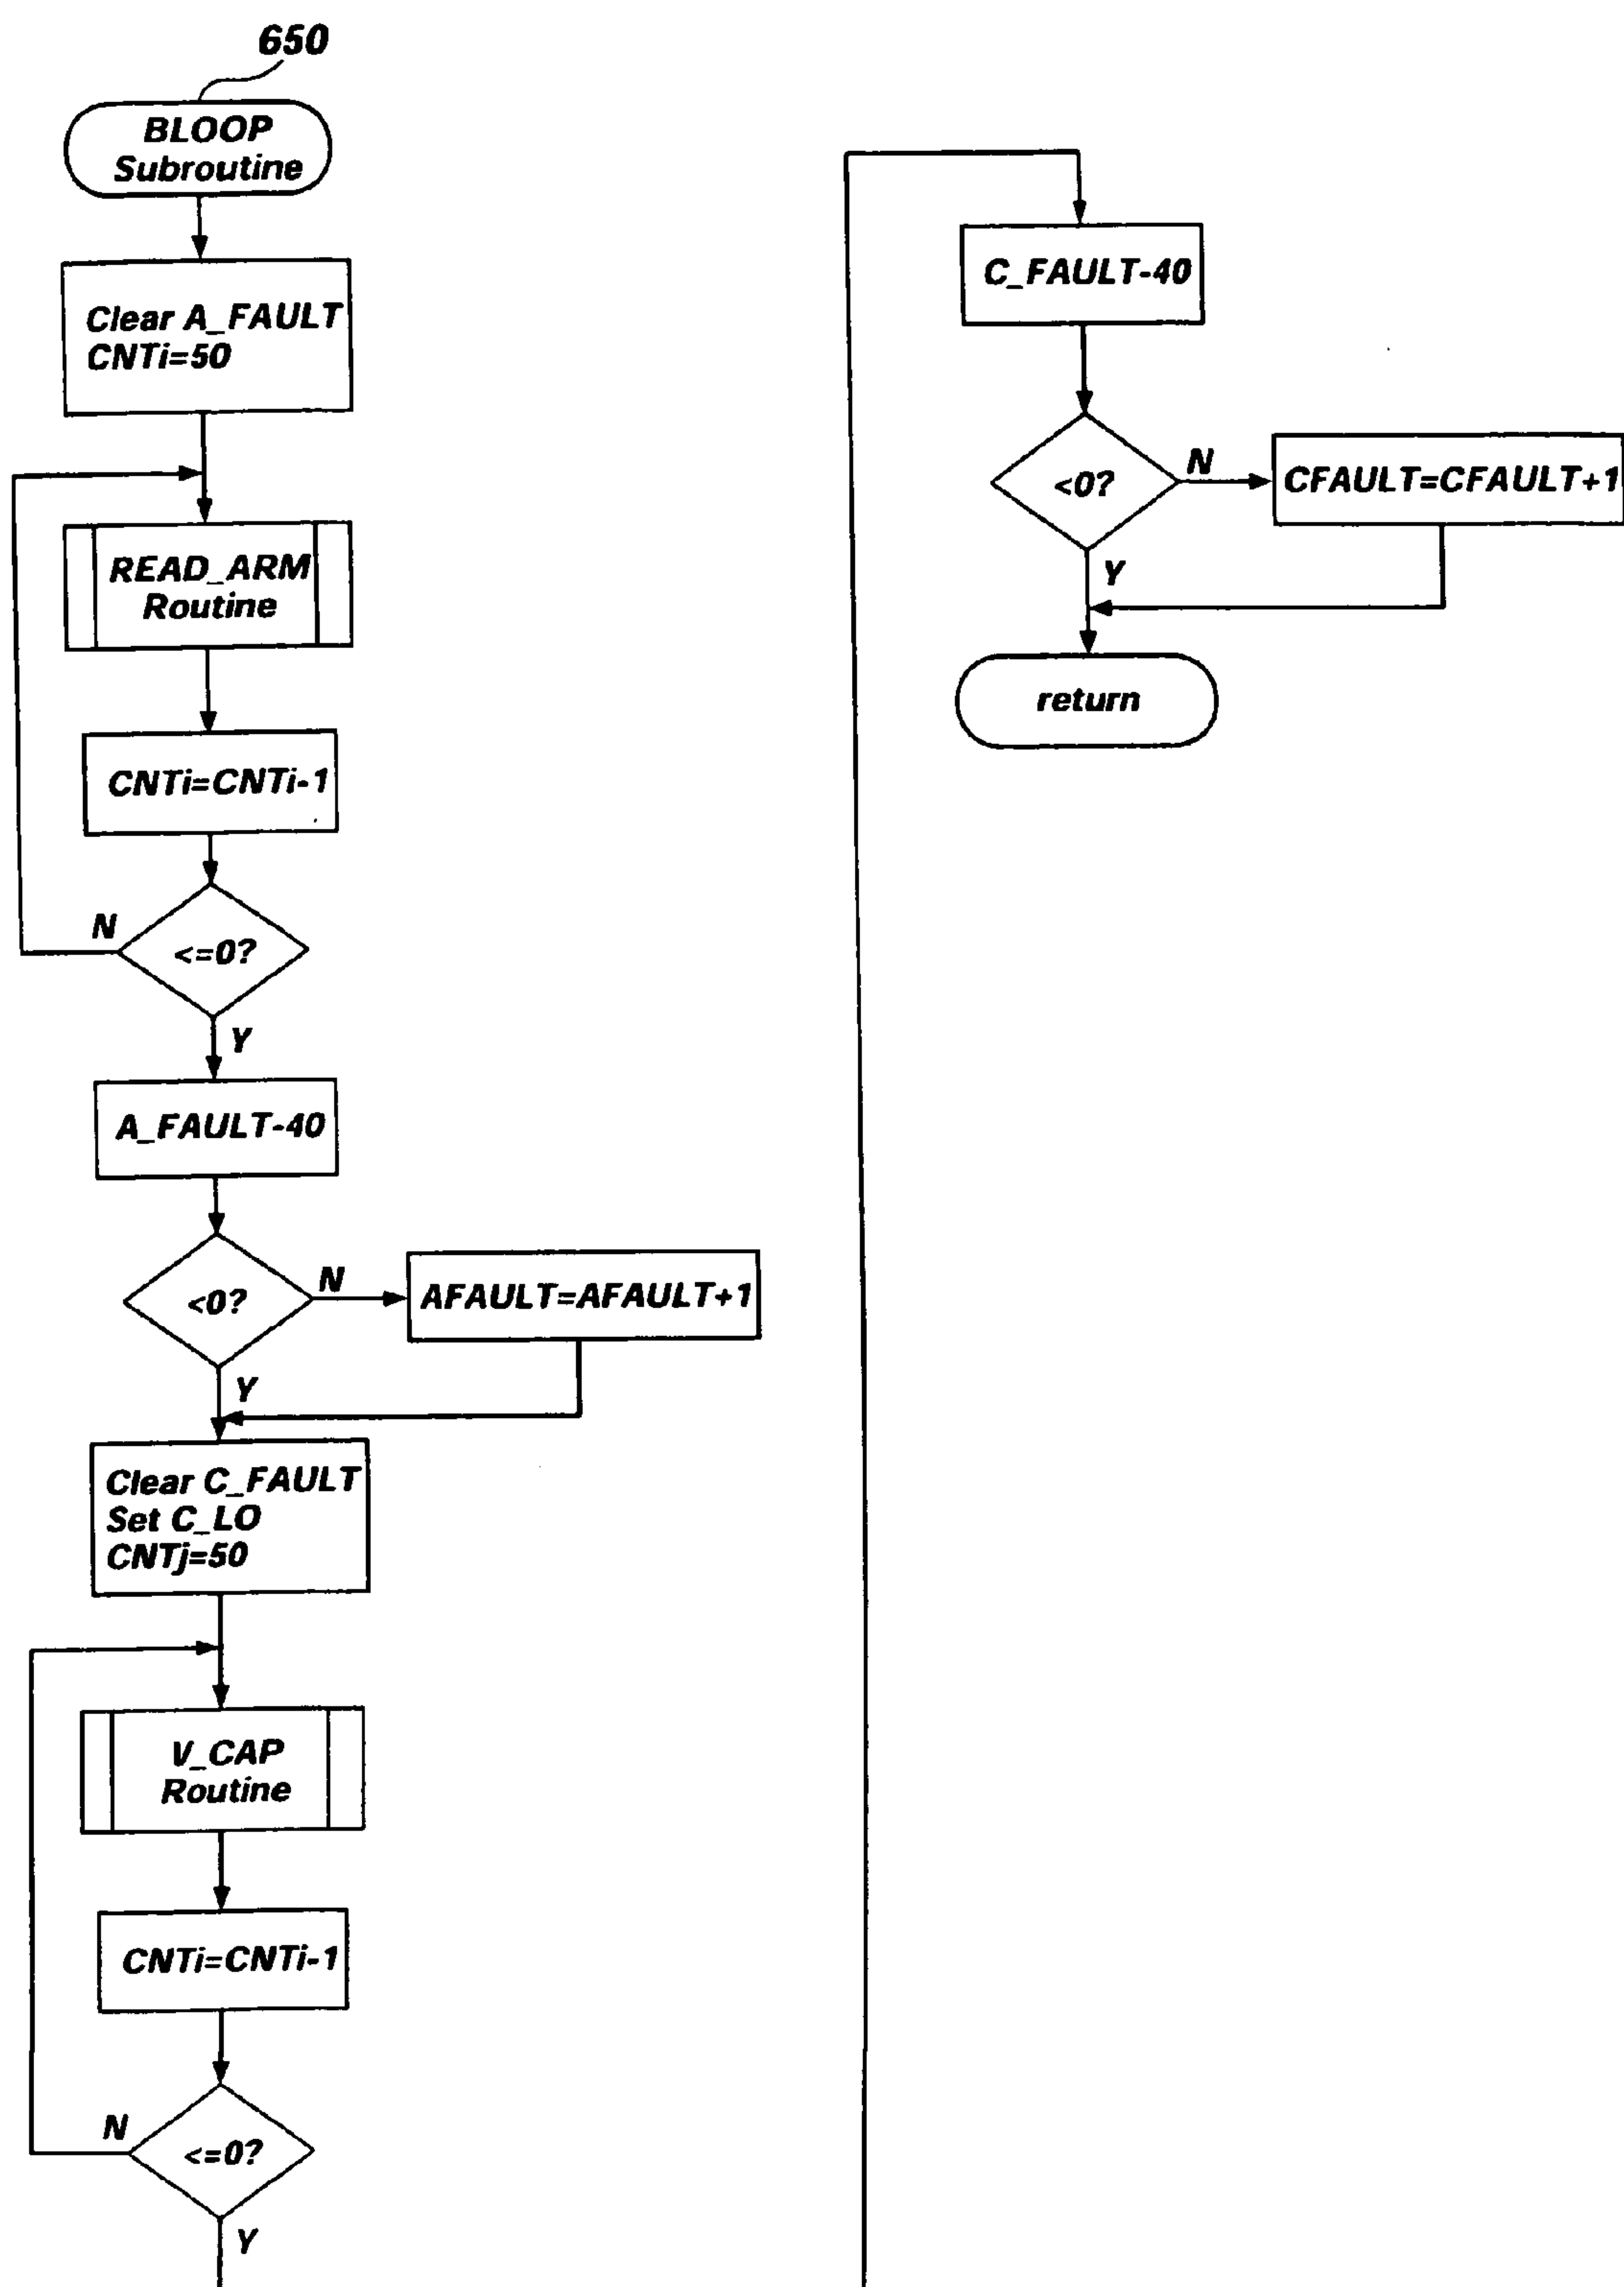 650
BLOOP
Subroutine
Clear A_FAULT
CNTi=50
READ_ARM
Routine
CNTi=CNTi-1
N
<=0?
Y
A_FAULT-40
<0?
N
AFAULT=AFAULT+1
Y
Clear C_FAULT
Set C_LO
CNTj=50
V_CAP
Routine
CNTi=CNTi-1
N
<=0?
Y
C_FAULT-40
<0?
N
CFAULT=CFAULT+1
Y
return